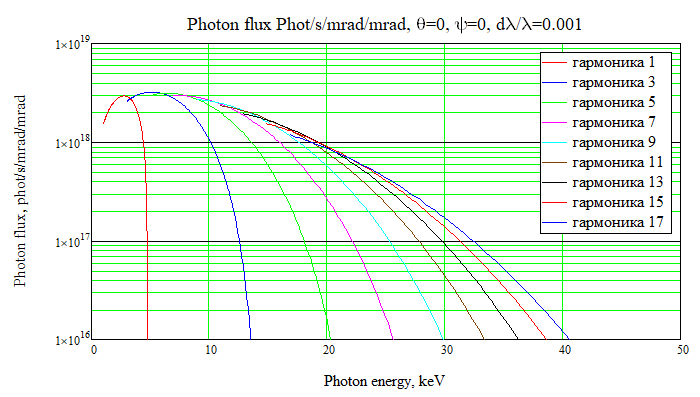 Photon flux Phot/s/mrad/mrad, θ=0, ψ=0, dλ/λ=0.001
1×10¹⁹
1×10¹⁸
1×10¹⁷
1×10¹⁶
Photon flux, phot/s/mrad/mrad
гармоника 1
гармоника 3
гармоника 5
гармоника 7
гармоника 9
гармоника 11
гармоника 13
гармоника 15
гармоника 17
0 10 20 30 40 50
Photon energy, keV